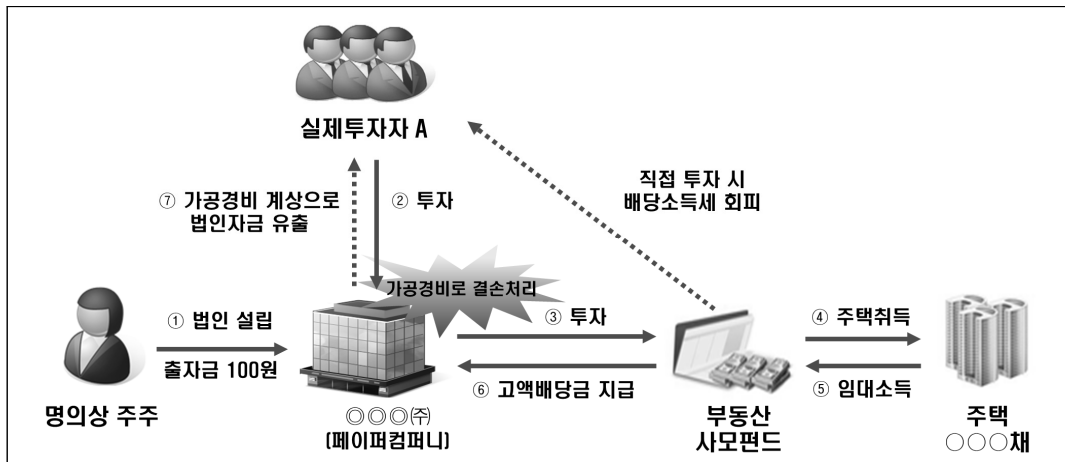 실제투자자 A
⑦ 가공경비 계상으로
법인자금 유출
② 투자
직접 투자 시
배당소득세 회피
가공경비로 결손처리
① 법인 설립
출자금 100원
③ 투자
④ 주택취득
⑥ 고액배당금 지급
⑤ 임대소득
명의상 주주
◎◎◎㈜
(페이퍼컴퍼니)
부동산
사모펀드
주택
○○○채